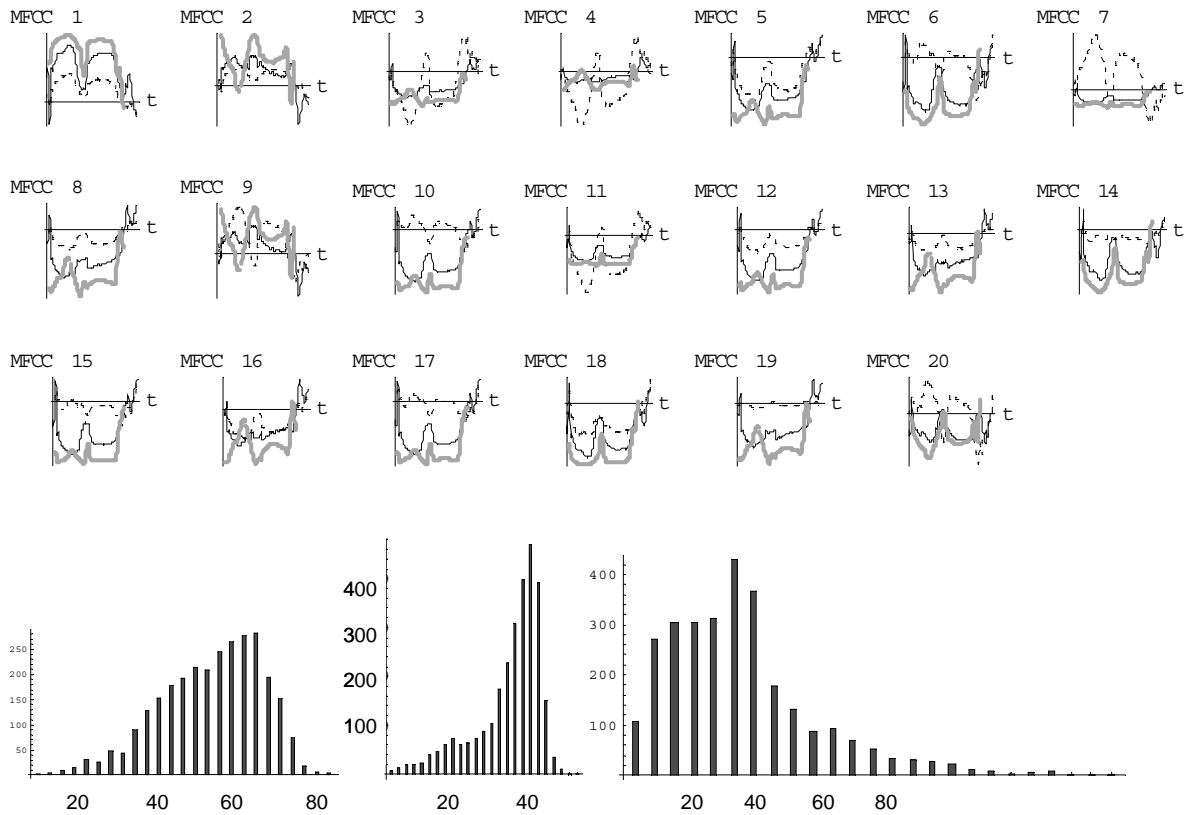 MFCC 1 MFCC 2 MFCC 3 MFCC 4 MFCC 5 MFCC 6 MFCC 7
t t t t t t t
MFCC 8 MFCC 9 MFCC 10 MFCC 11 MFCC 12 MFCC 13 MFCC 14
t t t t t t t
MFCC 15 MFCC 16 MFCC 17 MFCC 18 MFCC 19 MFCC 20
t t t t t t
400 400
300 300
250
200 200 200
150
100 100 100
50
20 40 60 80 20 40 20 40 60 80